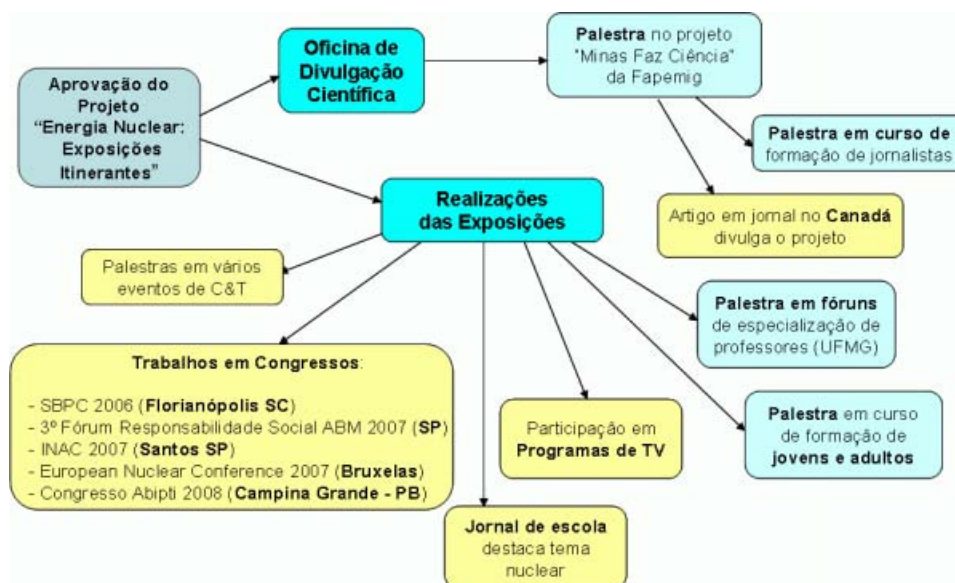 Aprovação do
Projeto
“Energia Nuclear:
Exposições
Itinerantes”
Oficina de
Divulgação
Científica
Palestra no projeto
"Minas Faz Ciência"
da Fapemig
Palestra em curso de
formação de jornalistas
Artigo em jornal no Canadá
divulga o projeto
Realizações
das Exposições
Palestras em vários
eventos de C&T
Trabalhos em Congressos:
- SBPC 2006 (Florianópolis SC)
- 3º Fórum Responsabilidade Social ABM 2007 (SP)
- INAC 2007 (Santos SP)
- European Nuclear Conference 2007 (Bruxelas)
- Congresso Abipti 2008 (Campina Grande - PB)
Jornal de escola
destaca tema
nuclear
Participação em
Programas de TV
Palestra em fóruns
de especialização de
professores (UFMG)
Palestra em curso
de formação de
jovens e adultos